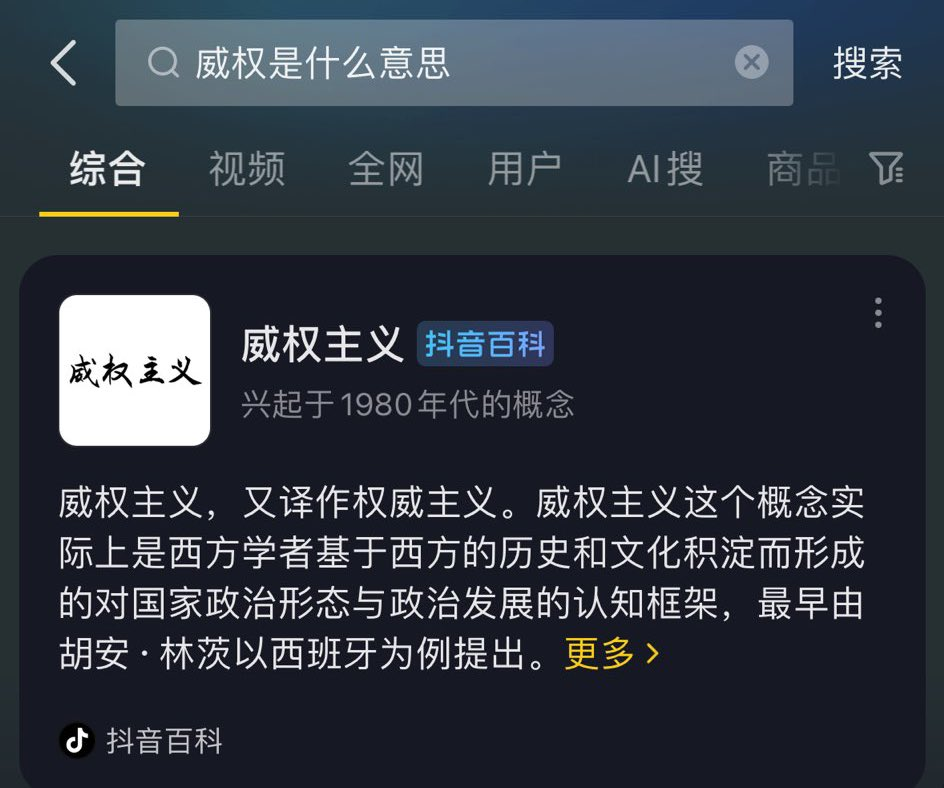 威权是什么意思 搜索
综合 视频 全网 用户 AI搜 商品
威权主义
威权主义 抖音百科
兴起于1980年代的概念
威权主义，又译作权威主义。威权主义这个概念实
际上是西方学者基于西方的历史和文化积淀而形成
的对国家政治形态与政治发展的认知框架，最早由
胡安·林茨以西班牙为例提出。更多
抖音百科